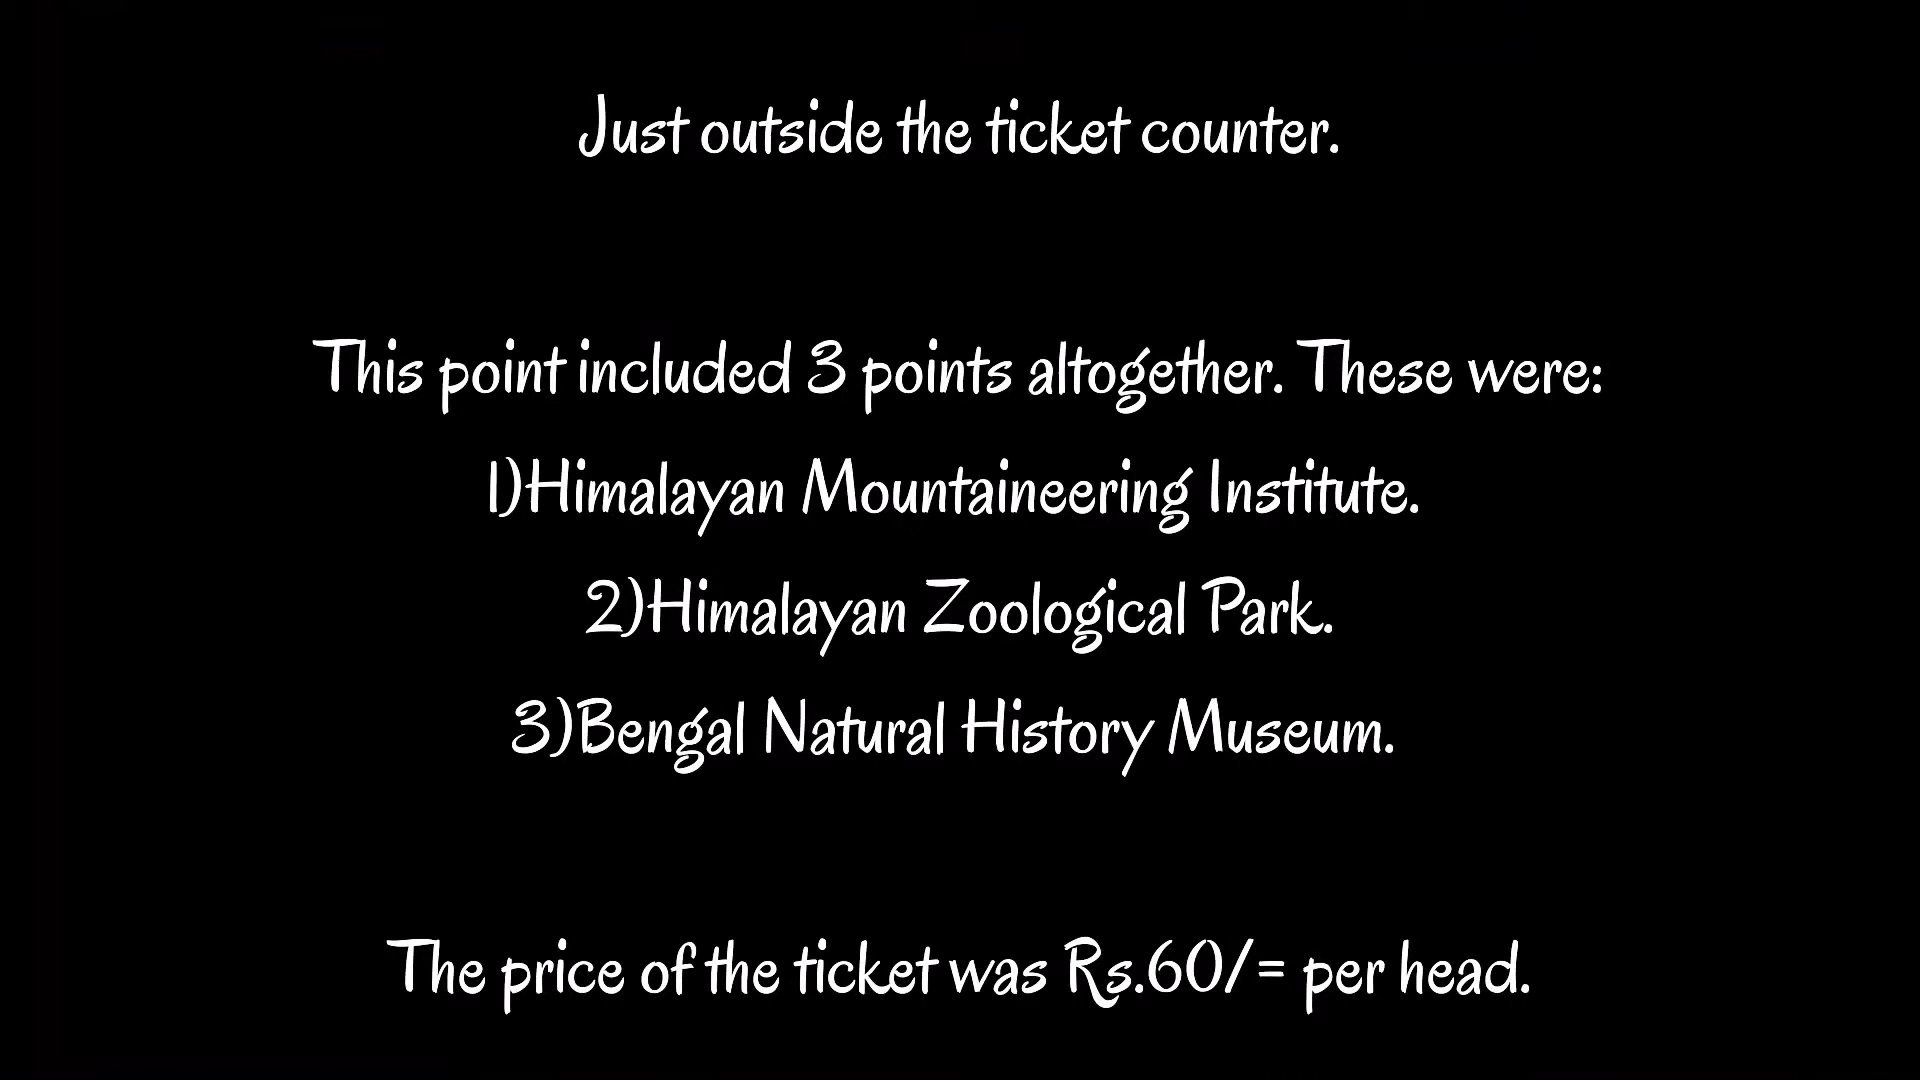 Just outside the ticket counter.
This point included 3 points altogether. These were:
1)Himalayan Mountaineering Institute.
2)Himalayan Zoological Park.
3)Bengal Natural History Museum.
The price of the ticket was Rs.60/= per head.